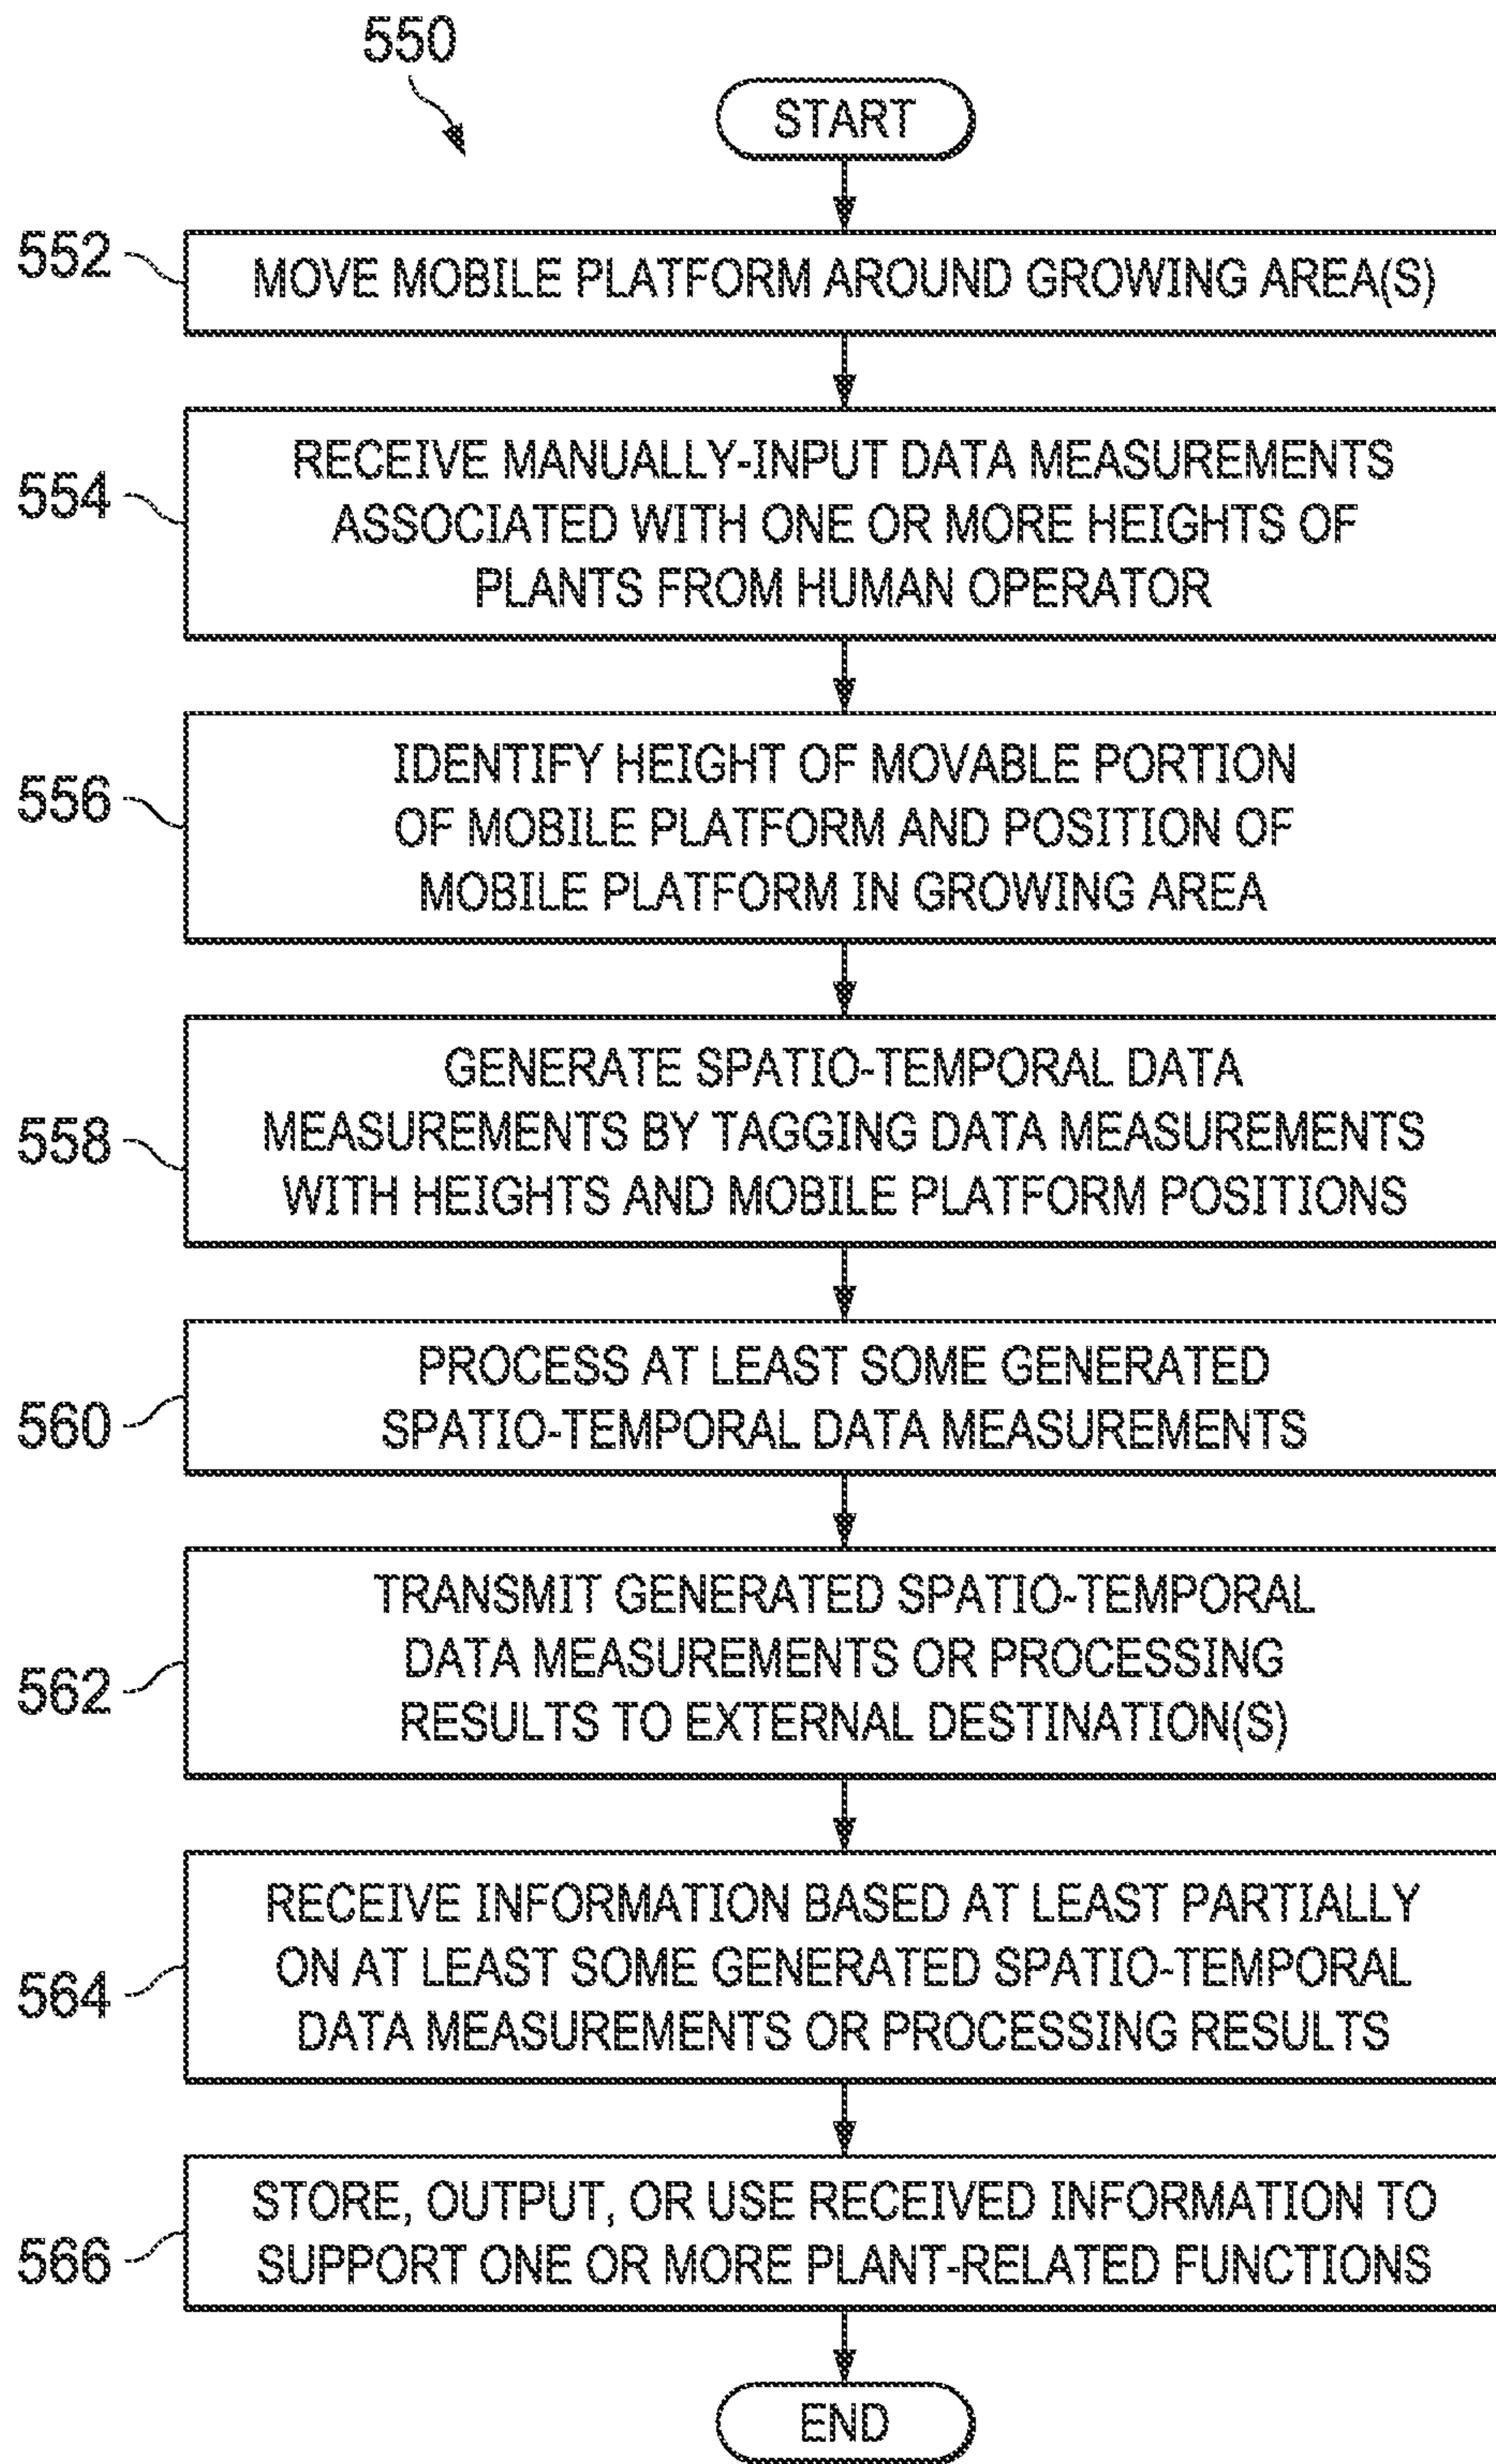 550
START
552
MOVE MOBILE PLATFORM AROUND GROWING AREA(S)
554
RECEIVE MANUALLY-INPUT DATA MEASUREMENTS
ASSOCIATED WITH ONE OR MORE HEIGHTS OF
PLANTS FROM HUMAN OPERATOR
556
IDENTIFY HEIGHT OF MOVABLE PORTION
OF MOBILE PLATFORM AND POSITION OF
MOBILE PLATFORM IN GROWING AREA
558
GENERATE SPATIO-TEMPORAL DATA
MEASUREMENTS BY TAGGING DATA MEASUREMENTS
WITH HEIGHTS AND MOBILE PLATFORM POSITIONS
560
PROCESS AT LEAST SOME GENERATED
SPATIO-TEMPORAL DATA MEASUREMENTS
562
TRANSMIT GENERATED SPATIO-TEMPORAL
DATA MEASUREMENTS OR PROCESSING
RESULTS TO EXTERNAL DESTINATION(S)
564
RECEIVE INFORMATION BASED AT LEAST PARTIALLY
ON AT LEAST SOME GENERATED SPATIO-TEMPORAL
DATA MEASUREMENTS OR PROCESSING RESULTS
566
STORE, OUTPUT, OR USE RECEIVED INFORMATION TO
SUPPORT ONE OR MORE PLANT-RELATED FUNCTIONS
END